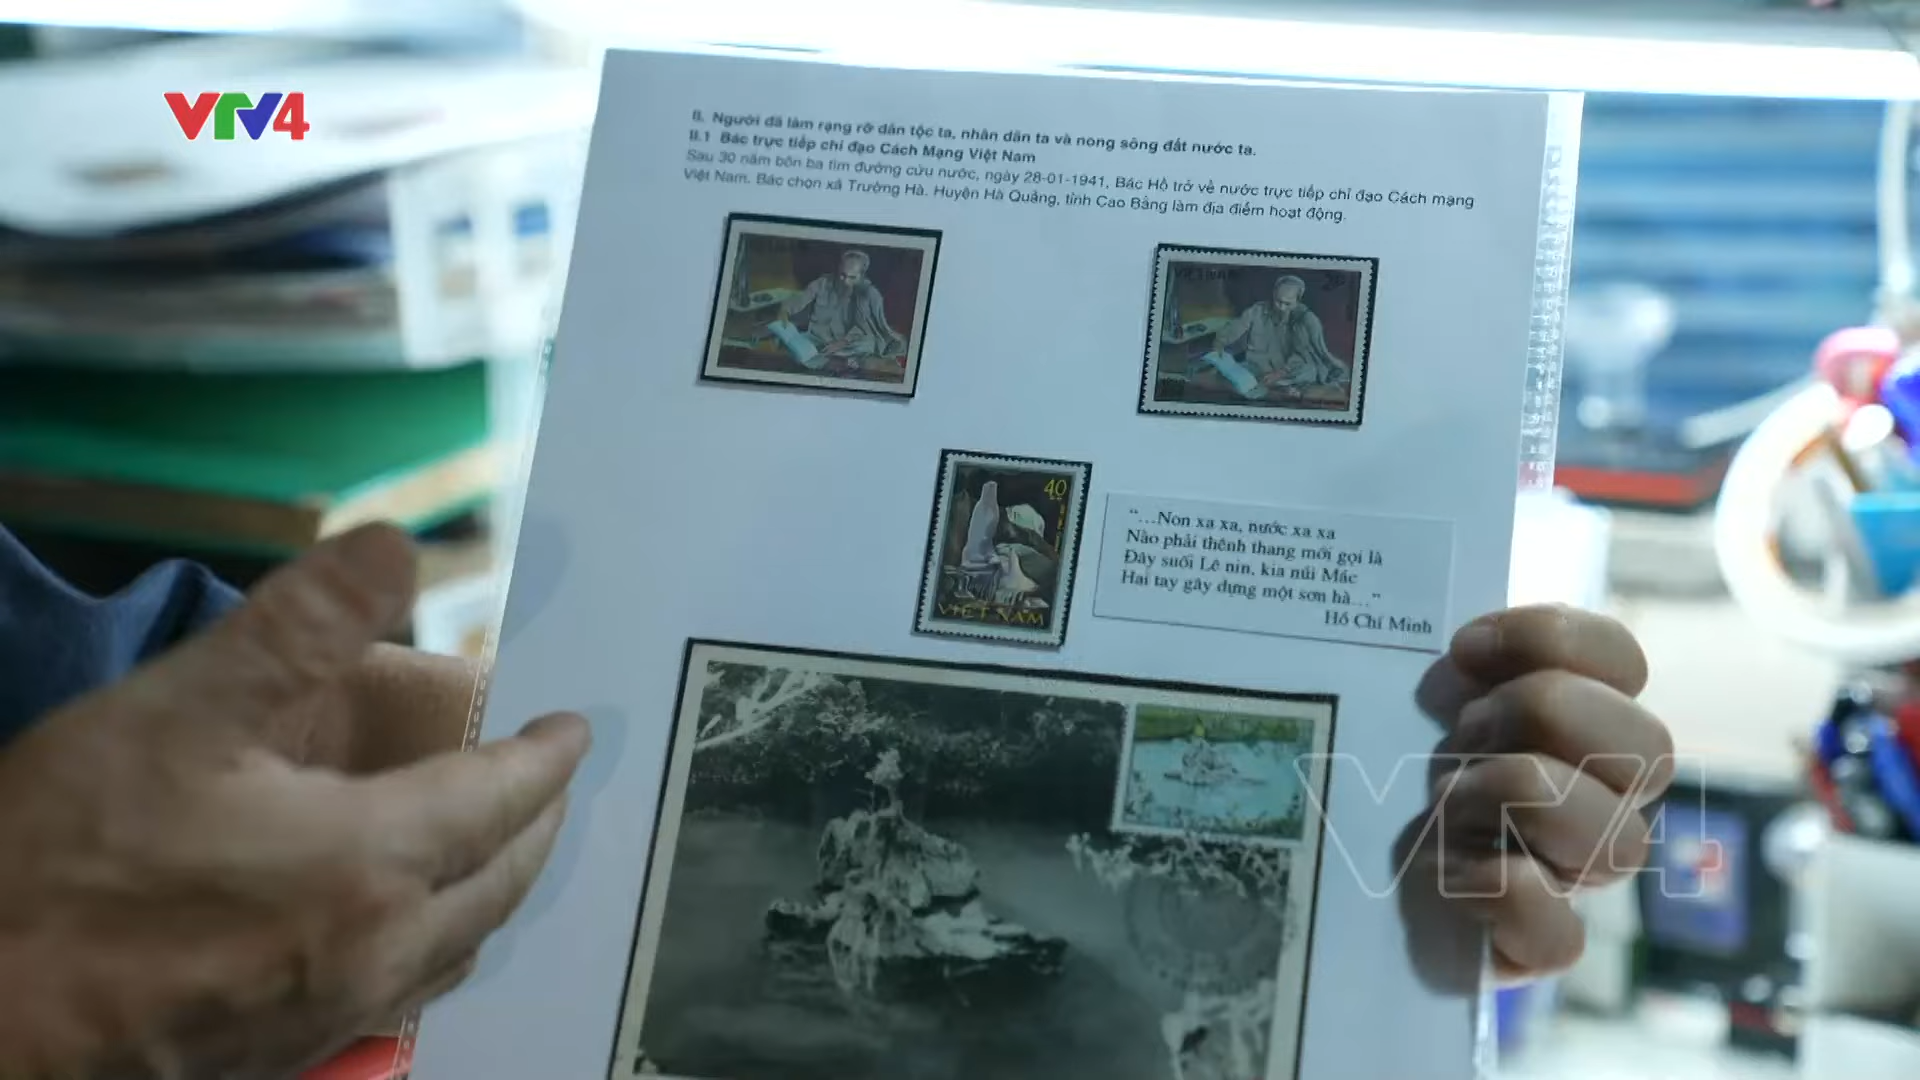 VTV4
II. Người đã làm rạng rỡ dân tộc ta, nhân dân ta và nong sông đất nước ta.
II.1 Bác trực tiếp chỉ đạo Cách Mạng Việt Nam
Sau 30 năm bôn ba tìm đường cứu nước, ngày 28-01-1941, Bác Hồ trở về nước trực tiếp chỉ đạo Cách mạng
Việt Nam. Bác chọn xã Trường Hà. Huyện Hà Quảng, tỉnh Cao Bằng làm địa điểm hoạt động.
VIETNAM
40
VIET NAM
“...Non xa xa, nước xa xa
Nào phải thênh thang mới gọi là
Đây suối Lê nin, kia núi Mác
Hai tay gây dựng một sơn hà...”
Hồ Chí Minh
VTV4